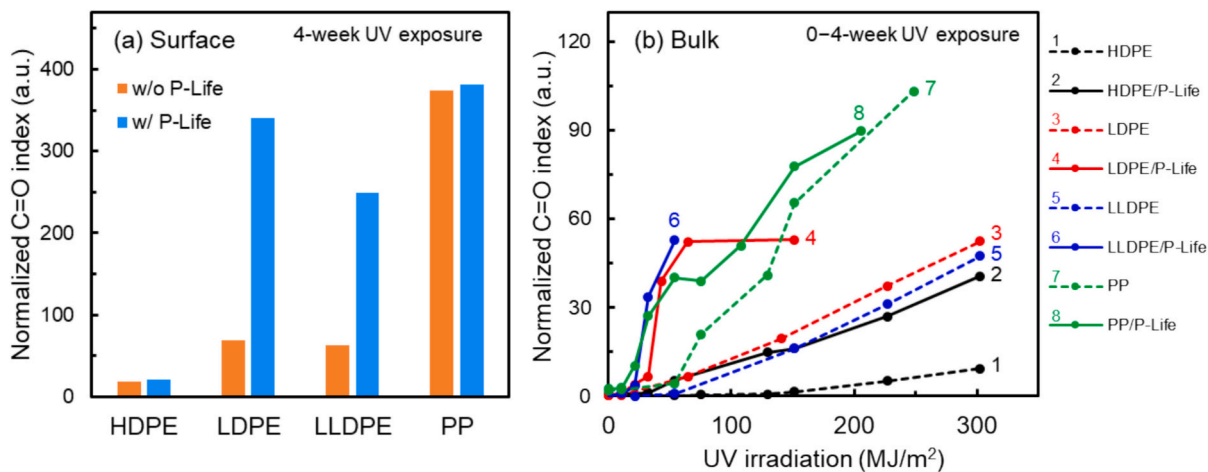 (a) Surface
4-week UV exposure
w/o P-Life
w/ P-Life
Normalized C=O index (a.u.)
400
300
200
100
0
HDPE
LDPE
LLDPE
PP
(b) Bulk
0–4-week UV exposure
Normalized C=O index (a.u.)
120
90
60
30
0
0
100
200
300
UV irradiation (MJ/m²)
7
8
6
4
3
5
2
1
1 HDPE
2 HDPE/P-Life
3 LDPE
4 LDPE/P-Life
5 LLDPE
6 LLDPE/P-Life
7 PP
8 PP/P-Life